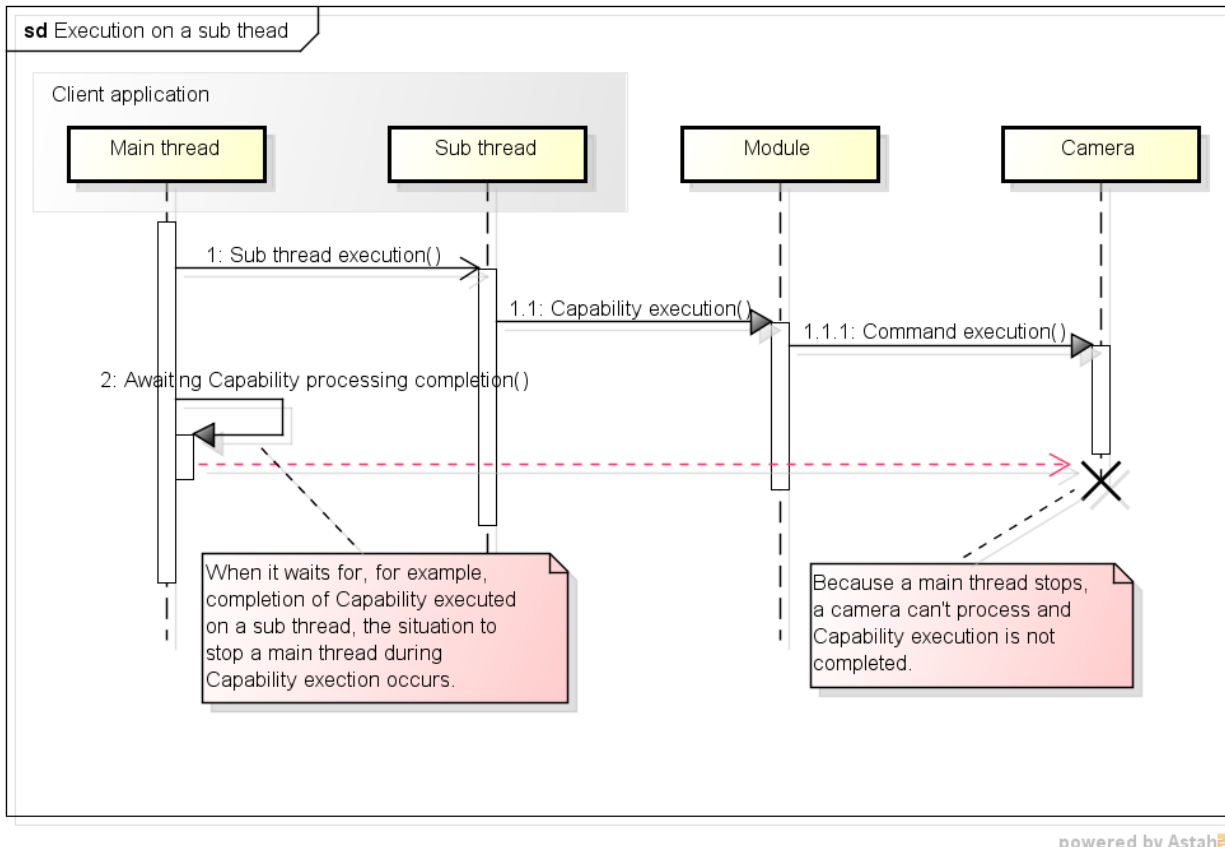 sd Execution on a sub thead
Client application
Main thread
Sub thread
Module
Camera
1: Sub thread execution()
1.1: Capability execution()
1.1.1: Command execution()
2: Awaiting Capability processing completion()
When it waits for, for example,
completion of Capability executed
on a sub thread, the situation to
stop a main thread during
Capability exection occurs.
Because a main thread stops,
a camera can't process and
Capability execution is not
completed.
powered by Astah